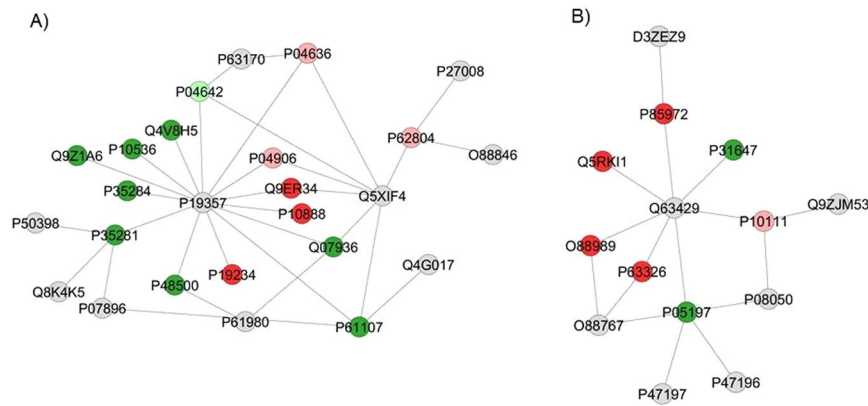 A)
P63170
P04636
P27008
P04642
Q4V8H5
P10536
Q9Z1A6
P62804
O88846
P04906
P35284
Q9ER34
P19357
Q5XIF4
P10888
P50398
P35281
Q07936
P19234
Q4G017
Q8K4K5
P48500
P07896
P61980
P61107
B)
D3ZEZ9
P85972
P31647
Q5RKI1
Q63429
Q9ZJM53
P10111
O88989
P63326
P08050
O88767
P05197
P47197
P47196